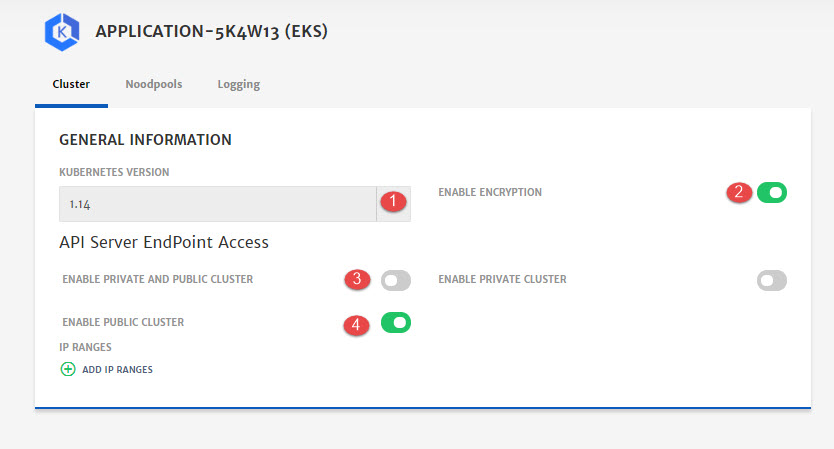 APPLICATION-5K4W13 (EKS)
Cluster Noodpools Logging
GENERAL INFORMATION
KUBERNETES VERSION
1.14 1
ENABLE ENCRYPTION 2
API Server EndPoint Access
ENABLE PRIVATE AND PUBLIC CLUSTER 3
ENABLE PRIVATE CLUSTER
ENABLE PUBLIC CLUSTER 4
IP RANGES
ADD IP RANGES